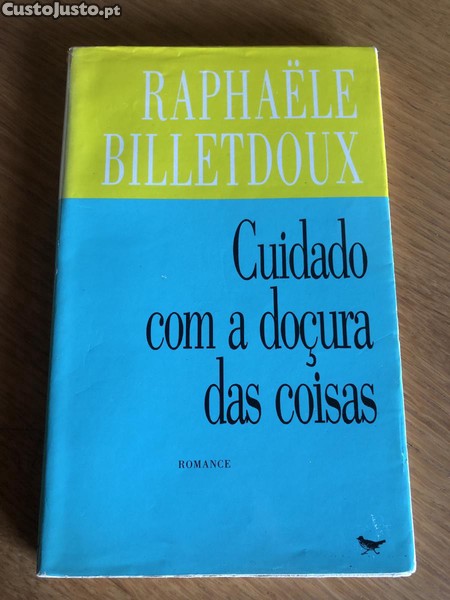 CustoJusto.pt
RAPHAËLE
BILLETDOUX
Cuidado
com a doçura
das coisas
ROMANCE